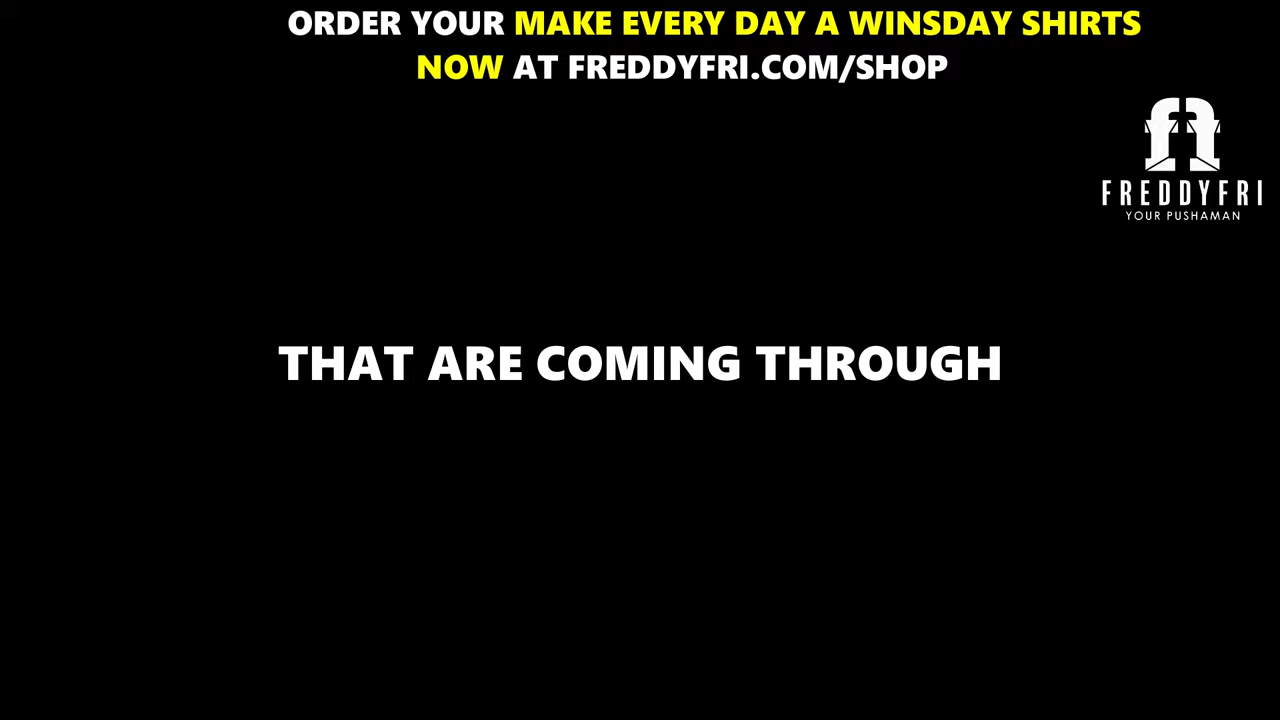 ORDER YOUR MAKE EVERY DAY A WINSDAY SHIRTS
NOW AT FREDDYFRI.COM/SHOP
FREDDYFRI
YOUR PUSHAMAN
THAT ARE COMING THROUGH